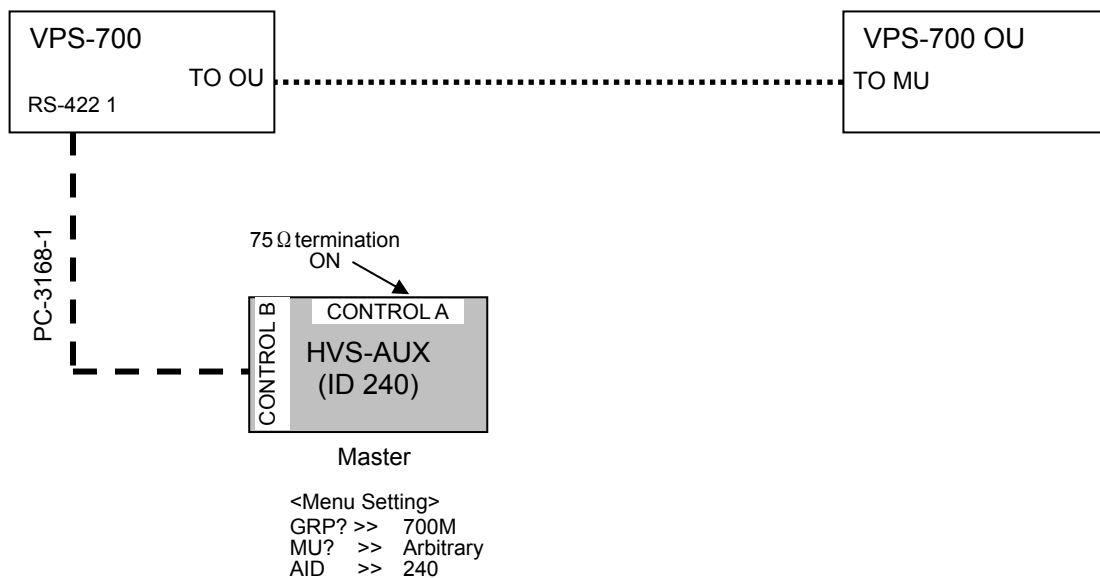 VPS-700
TO OU
RS-422 1
VPS-700 OU
TO MU
PC-3168-1
75Ω termination
ON
CONTROL B
CONTROL A
HVS-AUX
(ID 240)
Master
<Menu Setting>
GRP? >> 700M
MU? >> Arbitrary
AID >> 240